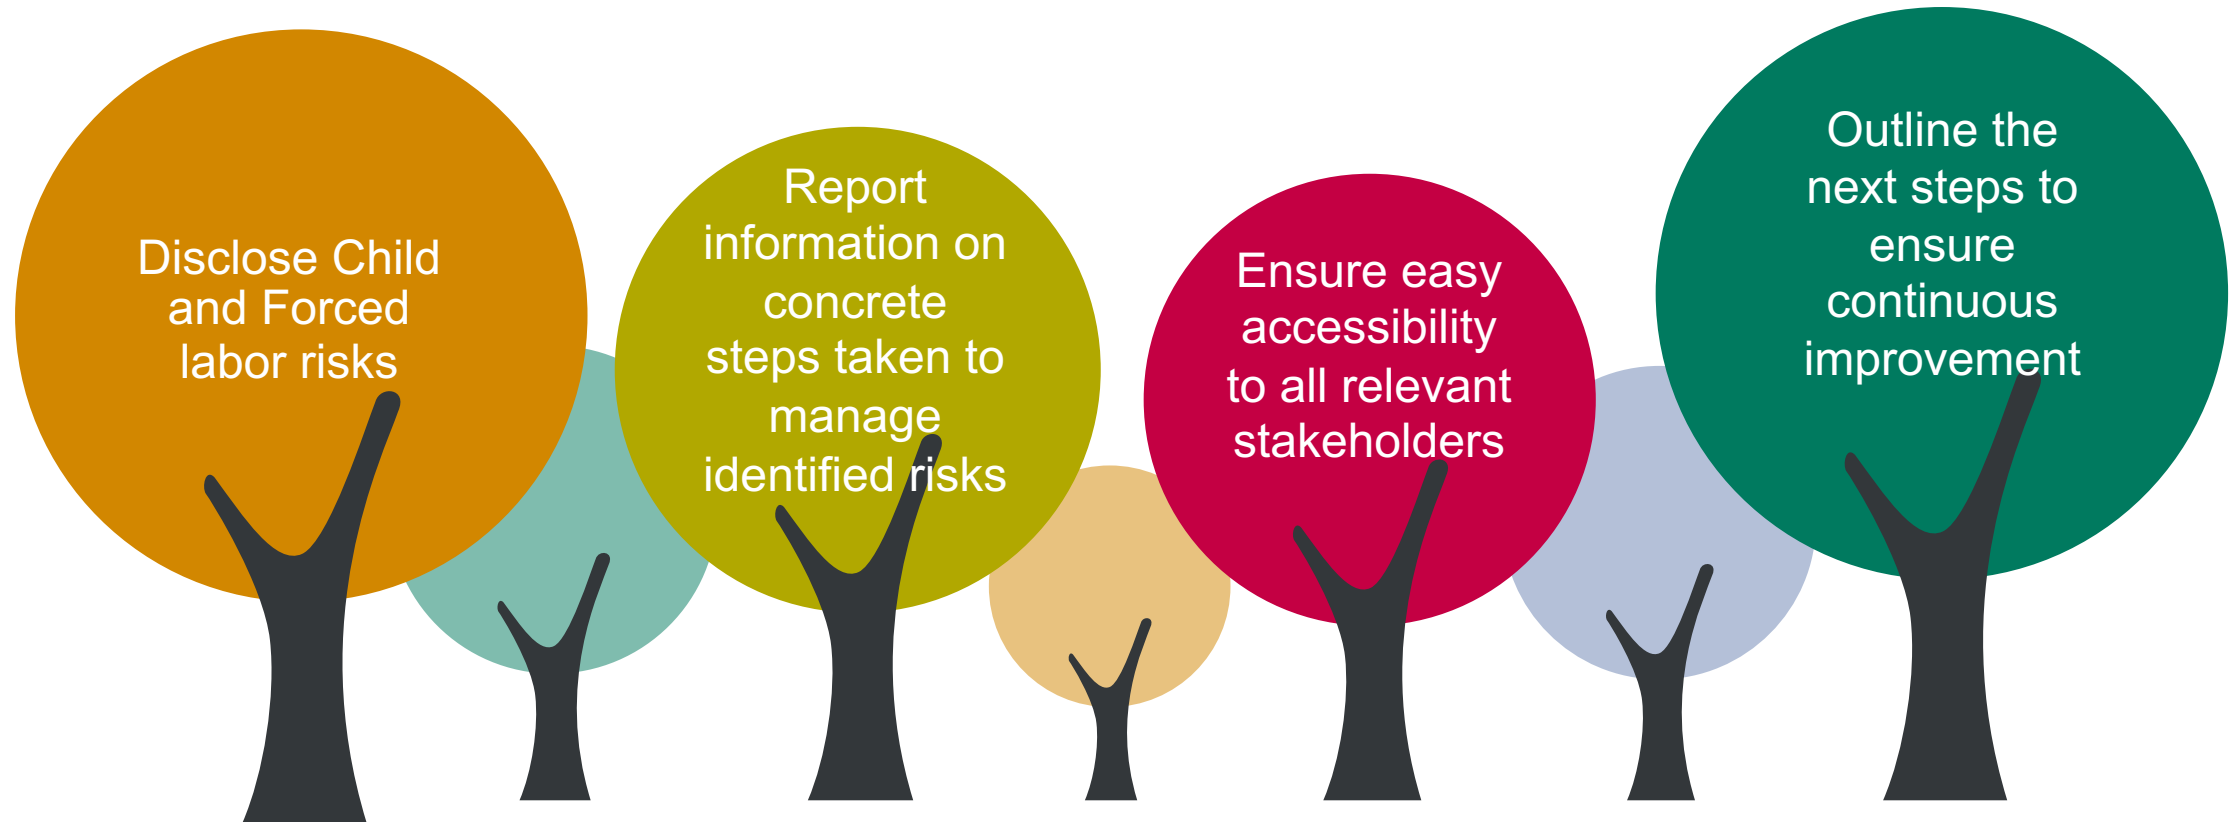 Disclose Child
and Forced
labor risks
Report
information on
concrete
steps taken to
manage
identified risks
Ensure easy
accessibility
to all relevant
stakeholders
Outline the
next steps to
ensure
continuous
improvement